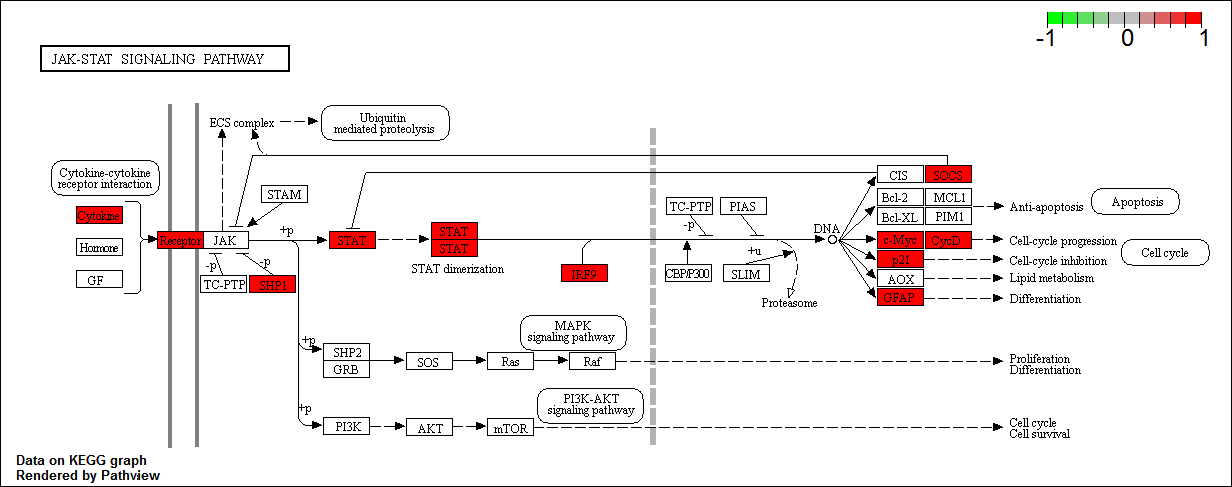 -1 0 1
JAK-STAT SIGNALING PATHWAY
ECS complex
Ubiquitin
mediated proteolysis
Cytokine-cytokine
receptor interaction
Cytokine
Hormone
GF
Receptor
JAK
STAM
+p
-p
-p
TC-PTP
SHP1
STAT
STAT
STAT
STAT dimerization
IRF9
TC-PTP
PIAS
-p
+u
CBP/P300
SLIM
Proteasome
DNA
CIS
SOCS
Bcl-2
MCL1
Bcl-XL
PIM1
c-Myc
CycD
p21
AOX
GFAP
Anti-apoptosis
Apoptosis
Cell-cycle progression
Cell-cycle inhibition
Cell cycle
Lipid metabolism
Differentiation
+p
SHP2
GRB
SOS
Ras
Raf
MAPK
signaling pathway
Proliferation
Differentiation
+p
PI3K
AKT
mTOR
PI3K-AKT
signaling pathway
Cell cycle
Cell survival
Data on KEGG graph
Rendered by Pathview